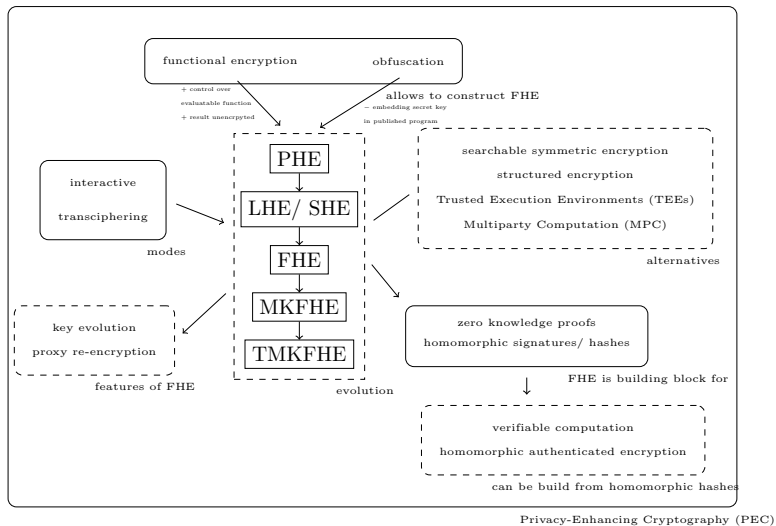 functional encryption
obfuscation
+ control over
evaluatable function
+ result unencrpyted
allows to construct FHE
− embedding secret key
in published program
PHE
LHE/ SHE
FHE
MKFHE
TMKFHE
evolution
interactive
transciphering
modes
searchable symmetric encryption
structured encryption
Trusted Execution Environments (TEEs)
Multiparty Computation (MPC)
alternatives
key evolution
proxy re-encryption
features of FHE
zero knowledge proofs
homomorphic signatures/ hashes
FHE is building block for
verifiable computation
homomorphic authenticated encryption
can be build from homomorphic hashes
Privacy-Enhancing Cryptography (PEC)